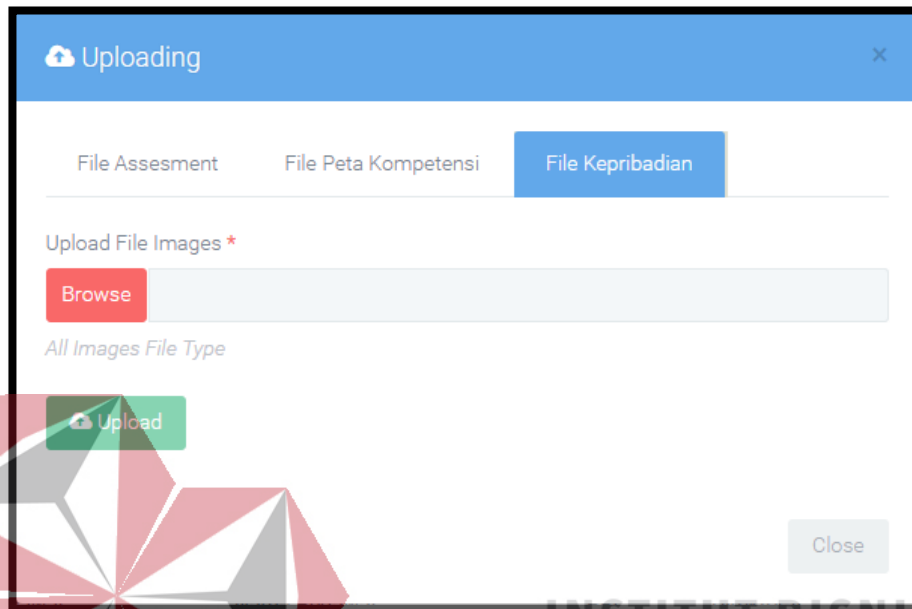 Uploading ×
File Assesment File Peta Kompetensi File Kepribadian
Upload File Images *
Browse
All Images File Type
Upload
Close